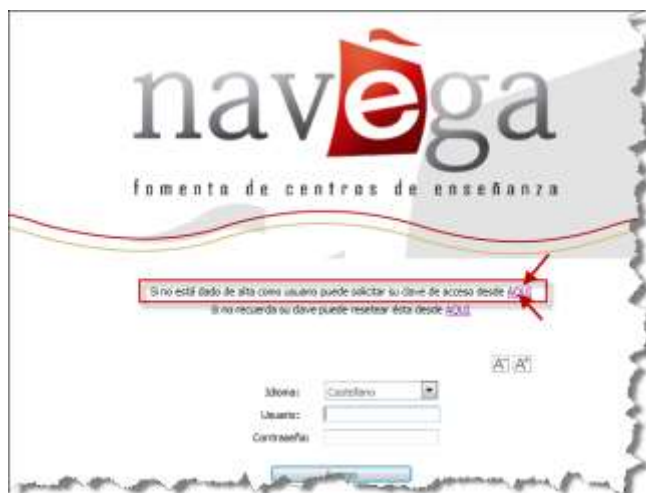 navega
fomento de centros de enseñanza
Si no está dado de alta como usuario puede solicitar su clave de acceso desde AQUÍ
Si no recuerda su clave puede resetear ésta desde AQUÍ
A- A+
Idioma: Castellano
Usuario:
Contraseña: